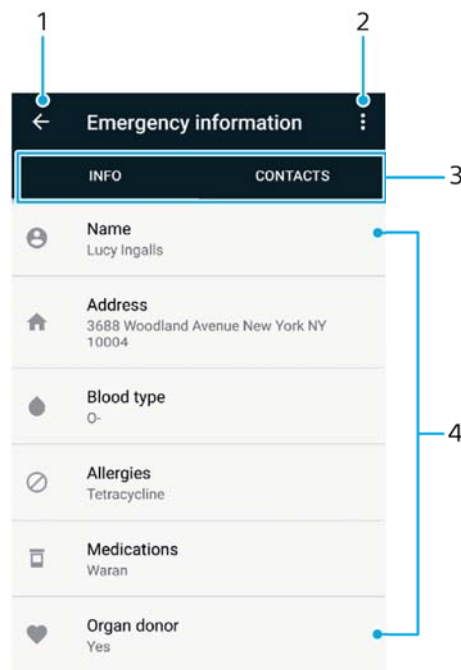 1 2
Emergency information
INFO CONTACTS
3
Name
Lucy Ingalls
Address
3688 Woodland Avenue New York NY
10004
Blood type
O-
4
Allergies
Tetracycline
Medications
Waran
Organ donor
Yes